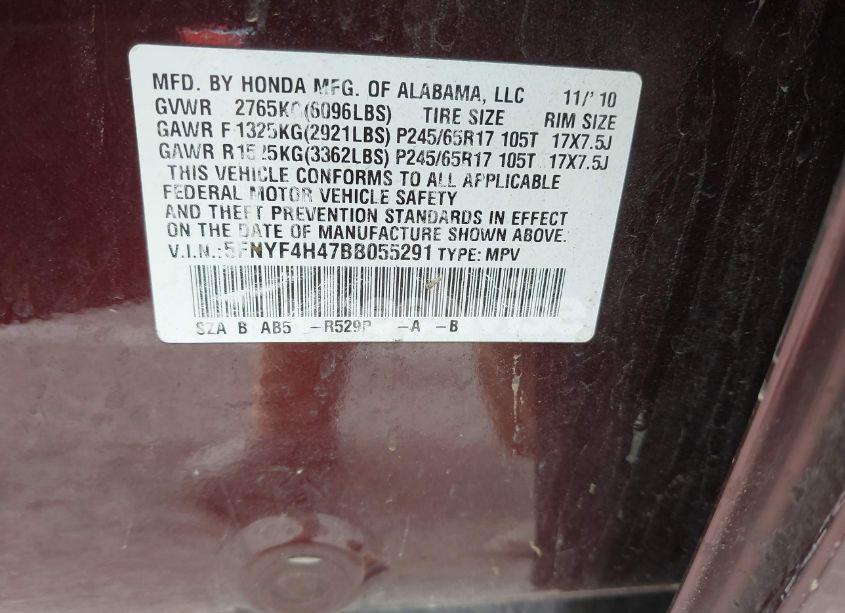 MFD. BY HONDA MFG. OF ALABAMA, LLC 11/'10
GVWR 2765KG(6096LBS) TIRE SIZE RIM SIZE
GAWR F 1325KG(2921LBS) P245/65R17 105T 17X7.5J
GAWR R1525KG(3362LBS) P245/65R17 105T 17X7.5J
THIS VEHICLE CONFORMS TO ALL APPLICABLE
FEDERAL MOTOR VEHICLE SAFETY
AND THEFT PREVENTION STANDARDS IN EFFECT
ON THE DATE OF MANUFACTURE SHOWN ABOVE.
V.I.N.:5FNYF4H47BB055291 TYPE: MPV
SZA B AB5 -R529P -A -B